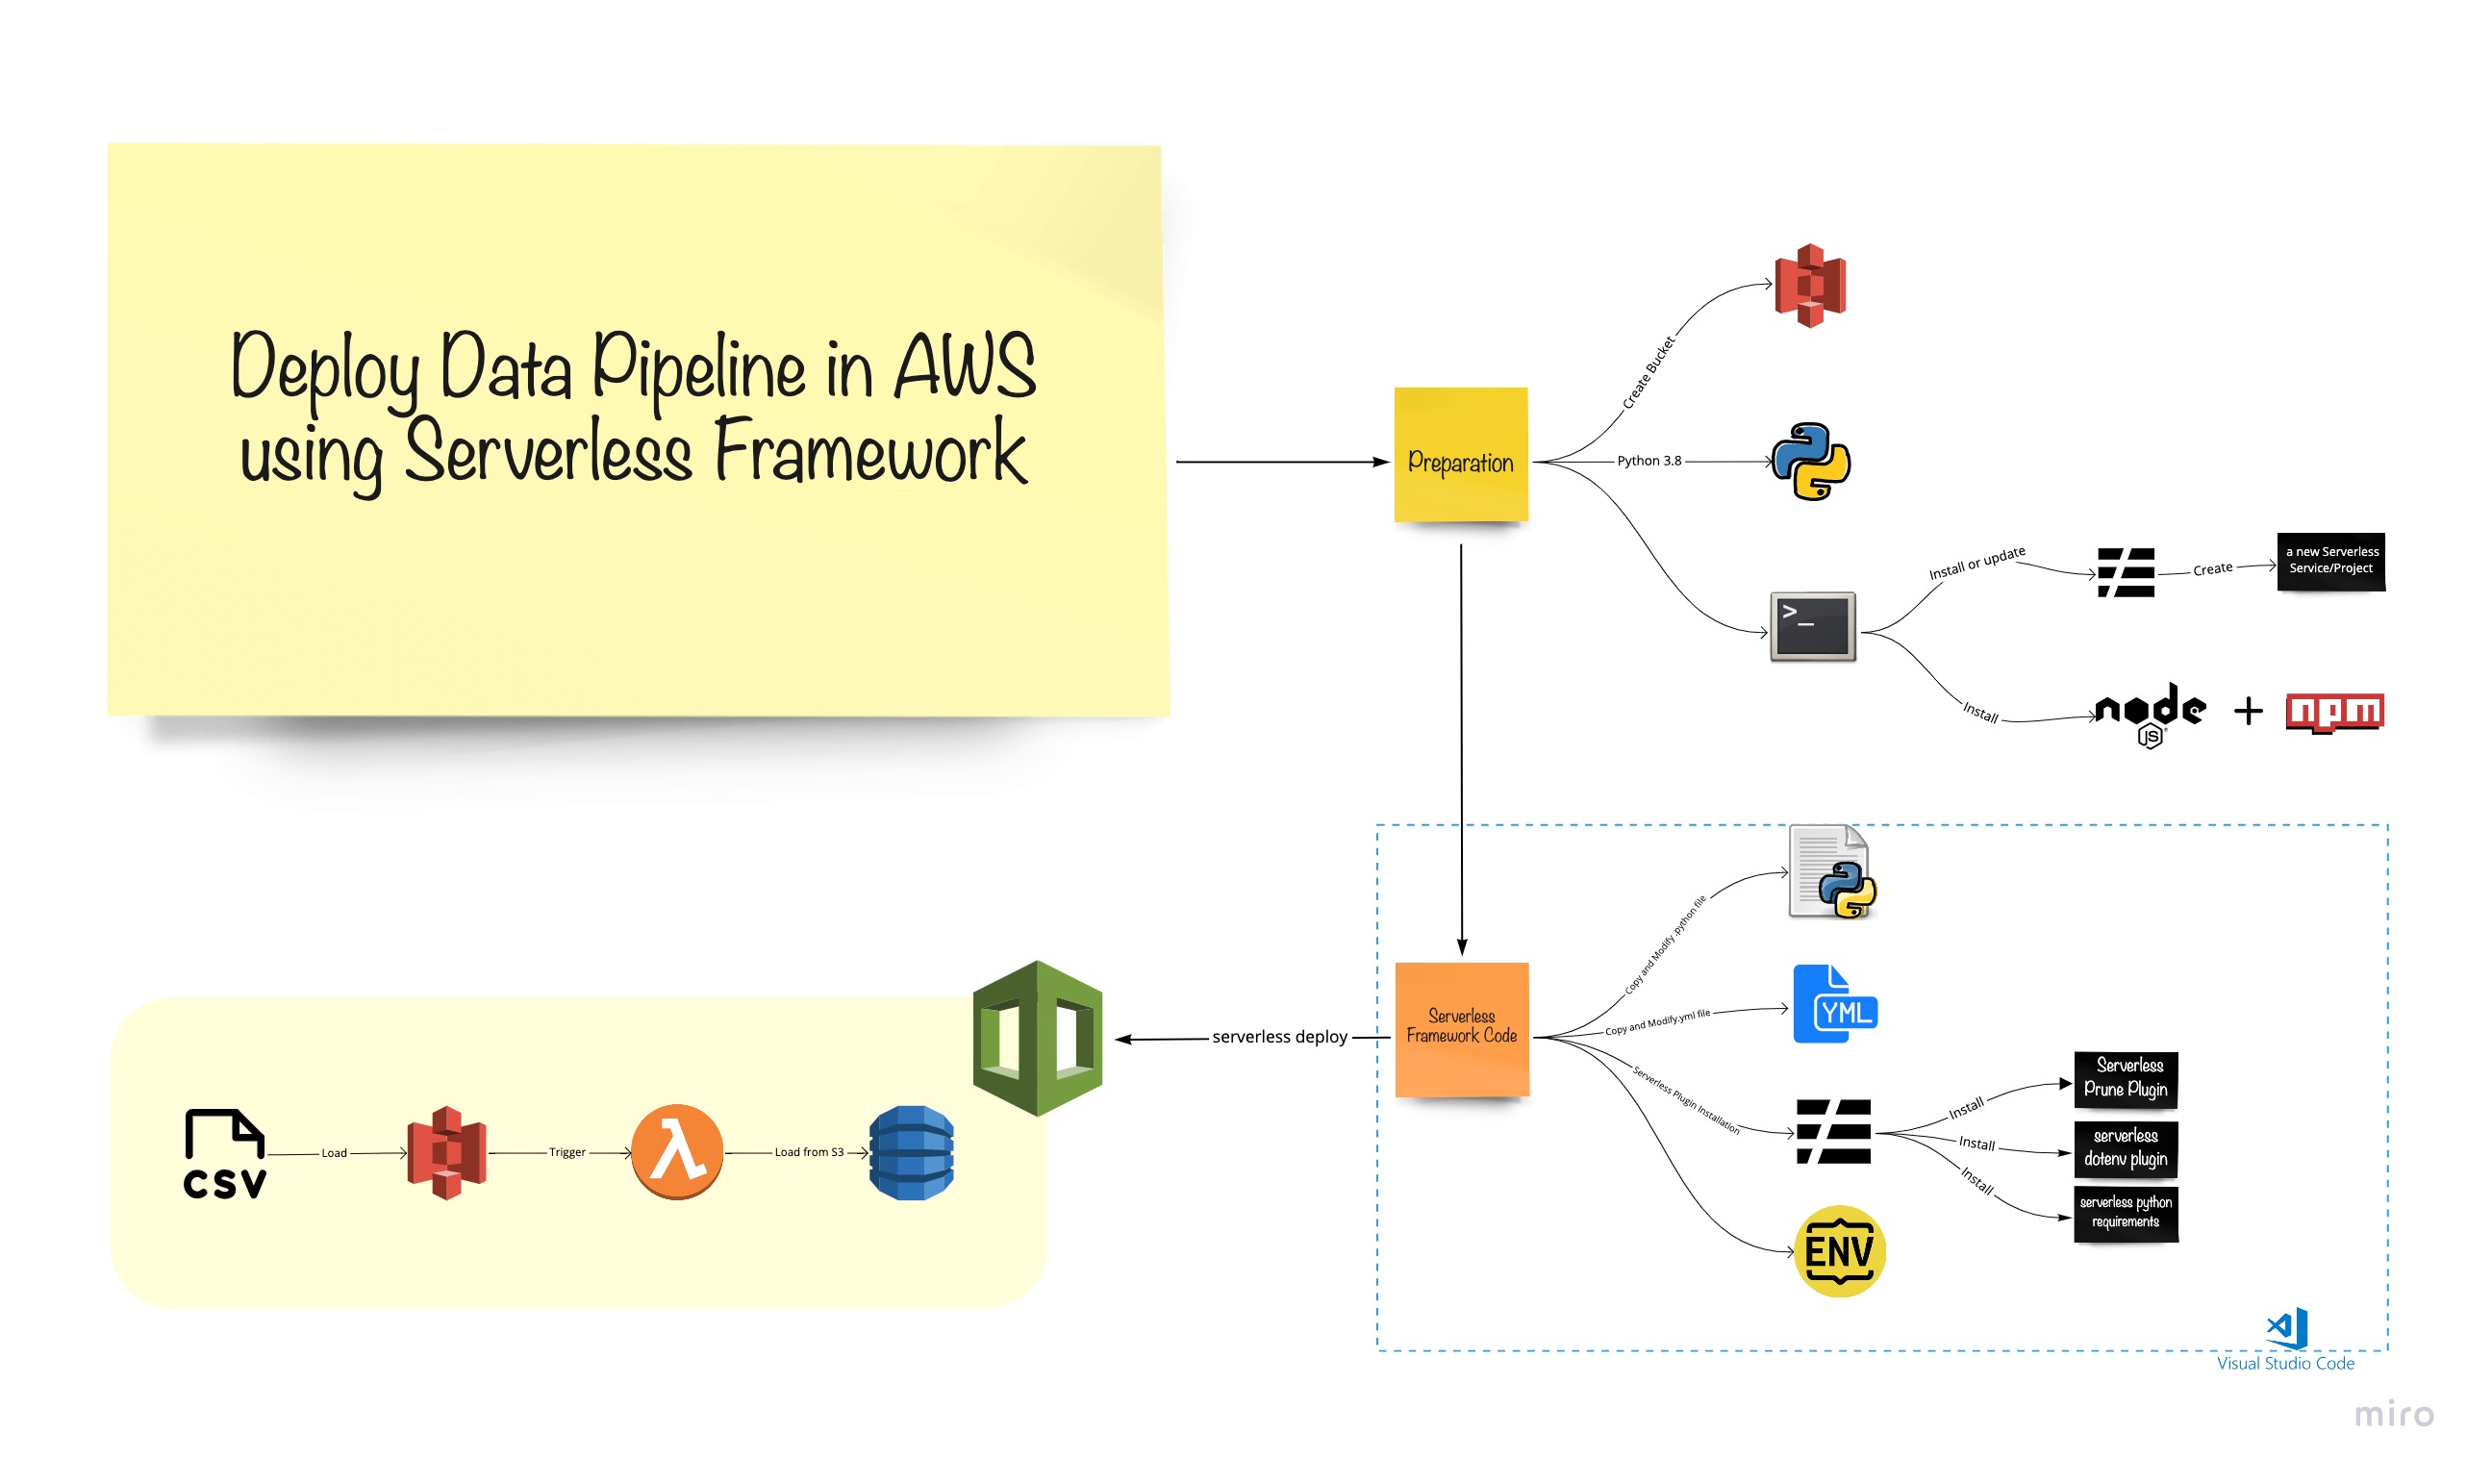 Deploy Data Pipeline in AWS
using Serverless Framework
Preparation
Create Bucket
Python 3.8
>_
Install or update
Create
a new Serverless
Service/Project
Install
node
JS
+
npm
Serverless
Framework Code
Copy and Modify .python file
Copy and Modify.yml file
YML
Serverless Plugin Installation
Install
Serverless
Prune Plugin
Install
serverless
dotenv plugin
Install
serverless python
requirements
ENV
Visual Studio Code
serverless deploy
CSV
Load
Trigger
λ
Load from S3
miro